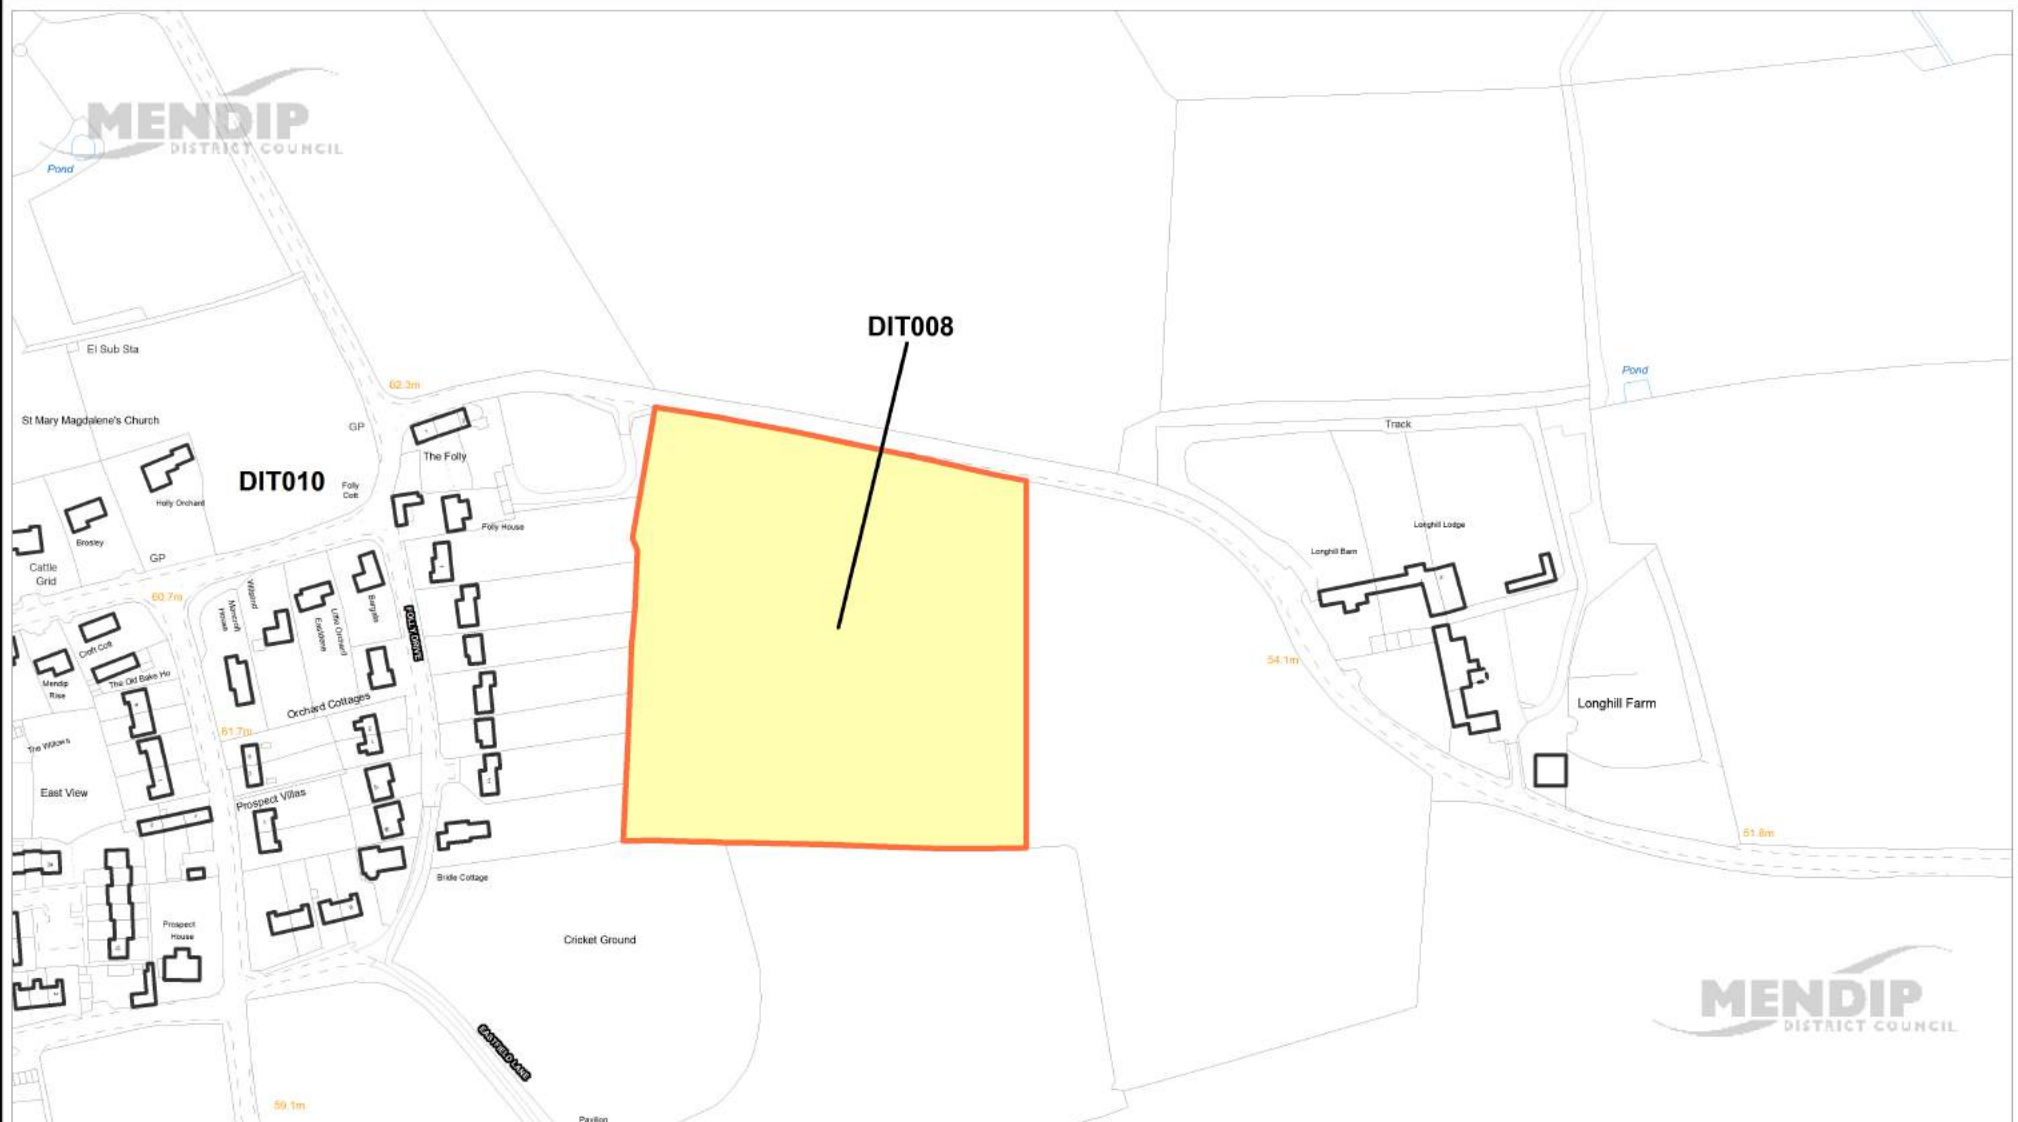 MENDIP
DISTRICT COUNCIL
Pond
DIT008
El Sub Sta
62.3m
Pond
St Mary Magdalene's Church
GP
Track
The Folly
DIT010
Folly
Cott
Holly Orchard
Folly House
Longhill Lodge
Brosley
GP
Longhill Barn
Cattle
Grid
60.7m
Bargate
Little Orchard
Eastdene
FOLLY DRIVE
Croft Cott
Mendip
Rise
The Old Bake Ho
54.1m
Orchard Cottages
Longhill Farm
61.7m
The Willows
East View
Prospect Villas
51.8m
Bridle Cottage
Prospect
House
Cricket Ground
MENDIP
DISTRICT COUNCIL
EASTFIELD LANE
59.1m
Pavilion